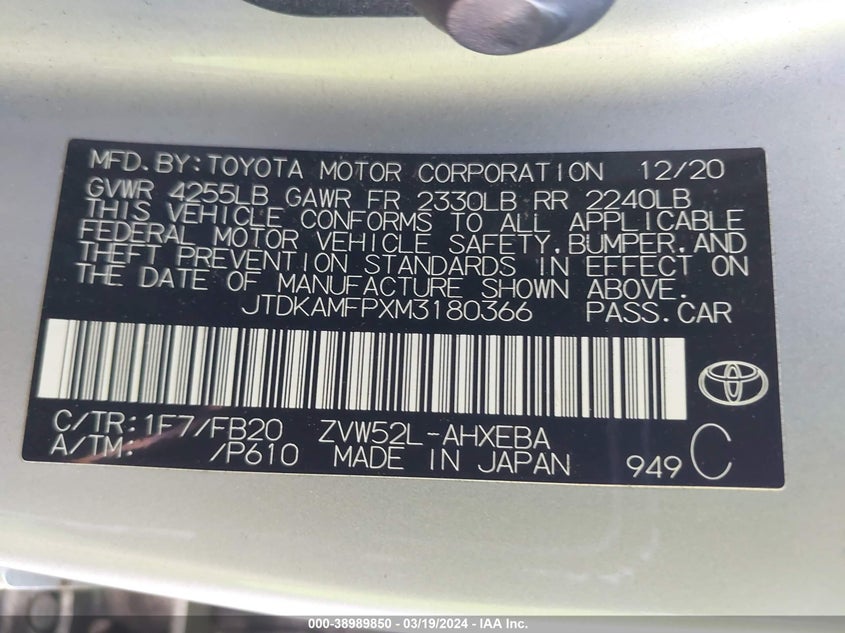 MFD.BY:TOYOTA MOTOR CORPORATION 12/20
GVWR 4255LB GAWR FR 2330LB RR 2240LB
THIS VEHICLE CONFORMS TO ALL APPLICABLE
FEDERAL MOTOR VEHICLE SAFETY,BUMPER,AND
THEFT PREVENTION STANDARDS IN EFFECT ON
THE DATE OF MANUFACTURE SHOWN ABOVE.
JTDKAMFPXM3180366 PASS.CAR
C/TR:1F7/FB20 ZVW52L-AHXEBA
A/TM: /P610 MADE IN JAPAN 949 C
000-38989850 / 03/19/2024 - IAA Inc.